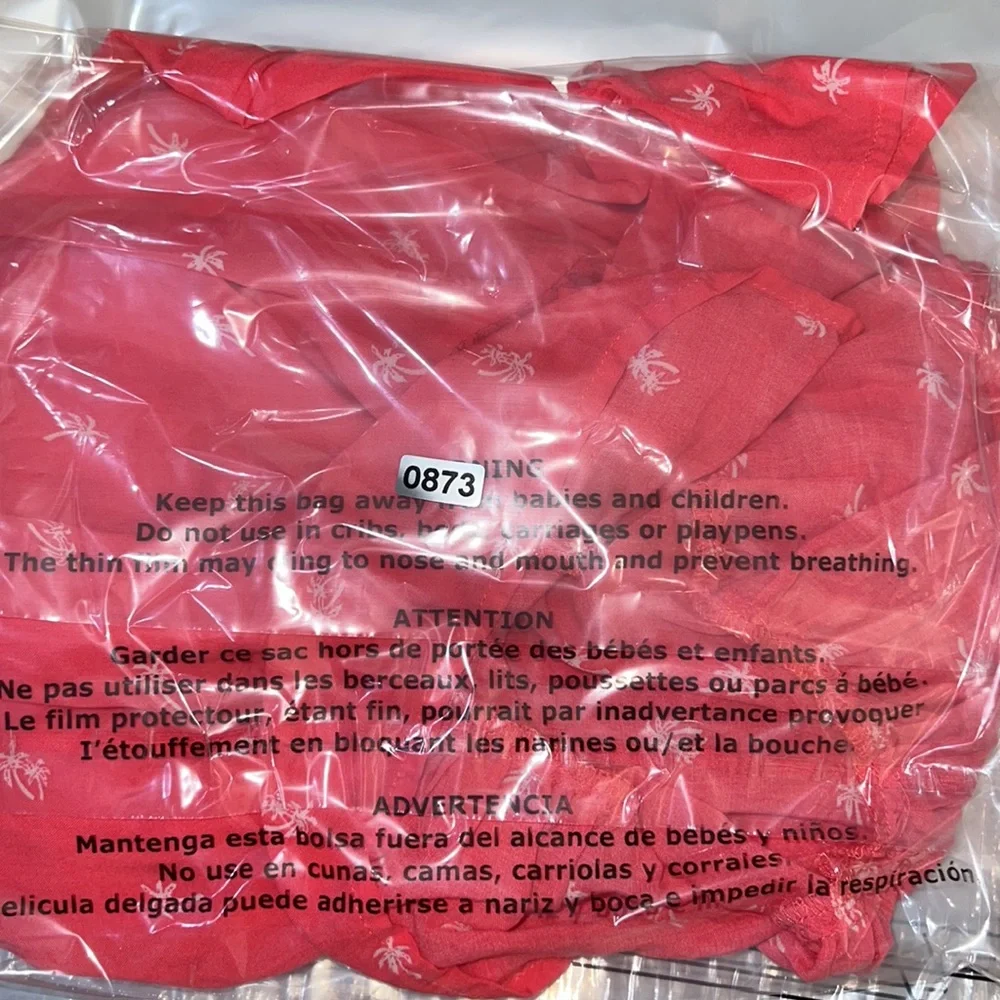 0873
Keep this bag away babies and children.
Do not use in cribs, carriages or playpens.
The thin film may cling to nose and mouth and prevent breathing.
ATTENTION
Garder ce sac hors de portée des bébés et enfants.
Ne pas utiliser dans les berceaux, lits, poussettes ou parcs á bébé.
Le film protectour, étant fin, pourrait par inadvertance provoquer
l'étouffement en bloquant les narines ou/et la bouche.
ADVERTENCIA
Mantenga esta bolsa fuera del alcance de bebés y niños.
No use en cunas, camas, carriolas y corrales.
elicula delgada puede adherirse a nariz y boca e impedir la respiración